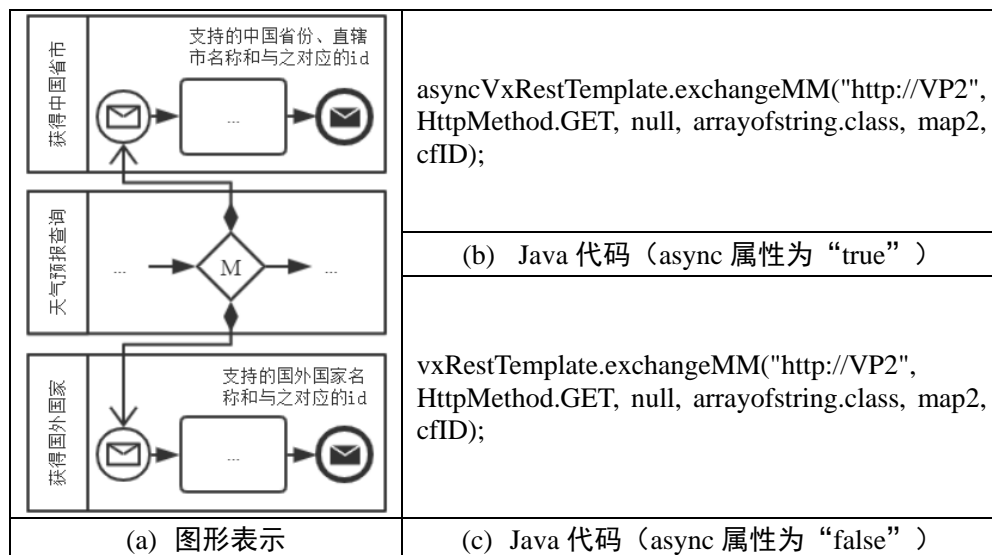 获得中国省市
支持的中国省份、直辖
市名称和与之对应的id
...
天气预报查询
...
M
...
获得国外国家
支持的国外国家名
称和与之对应的id
...
(a) 图形表示
asyncVxRestTemplate.exchangeMM("http://VP2",
HttpMethod.GET, null, arrayofstring.class, map2,
cfID);
(b) Java 代码（async 属性为“true”）
vxRestTemplate.exchangeMM("http://VP2",
HttpMethod.GET, null, arrayofstring.class, map2,
cfID);
(c) Java 代码（async 属性为“false”）